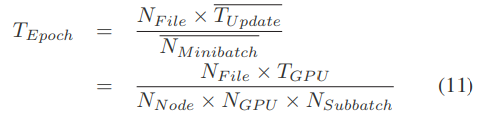 T_{Epoch} = \frac{N_{File} \times \overline{T_{Update}}}{\overline{N_{Minibatch}}}
= \frac{N_{File} \times T_{GPU}}{N_{Node} \times N_{GPU} \times N_{Subbatch}} (11)